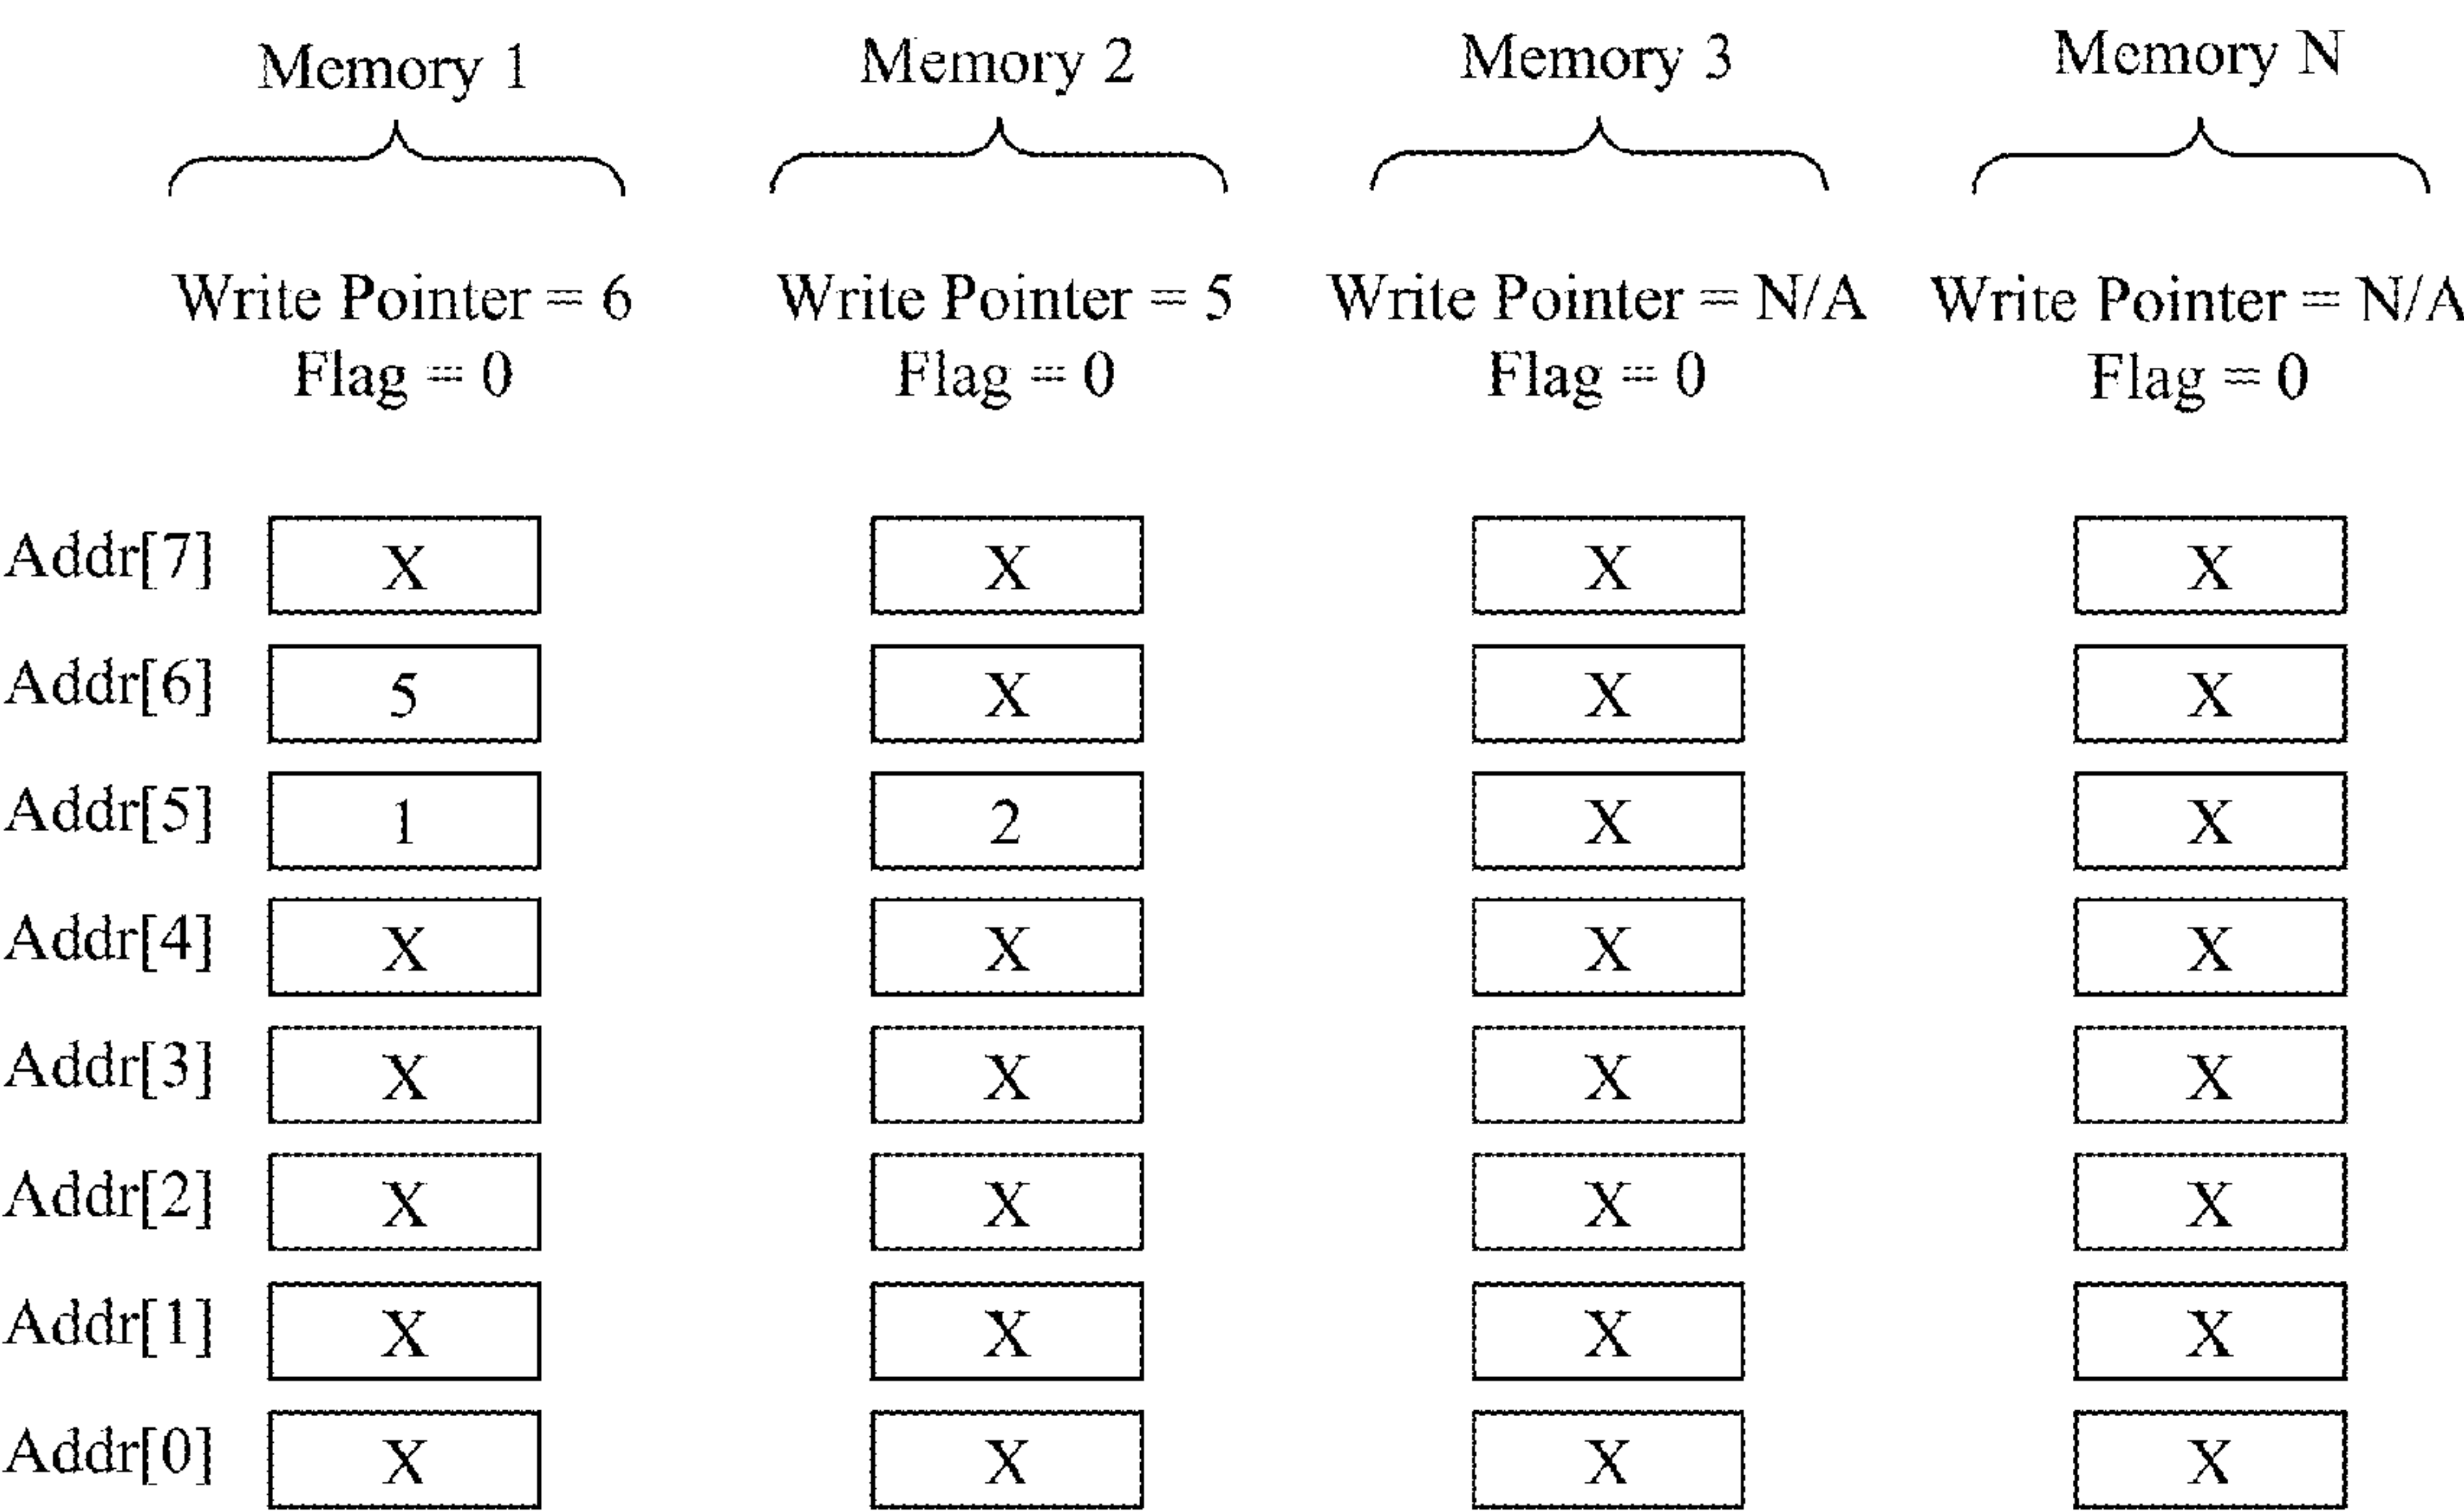 Memory 1 Memory 2 Memory 3 Memory N
Write Pointer = 6 Write Pointer = 5 Write Pointer = N/A Write Pointer = N/A
Flag = 0 Flag = 0 Flag = 0 Flag = 0
Addr[7] X X X X
Addr[6] 5 X X X
Addr[5] 1 2 X X
Addr[4] X X X X
Addr[3] X X X X
Addr[2] X X X X
Addr[1] X X X X
Addr[0] X X X X